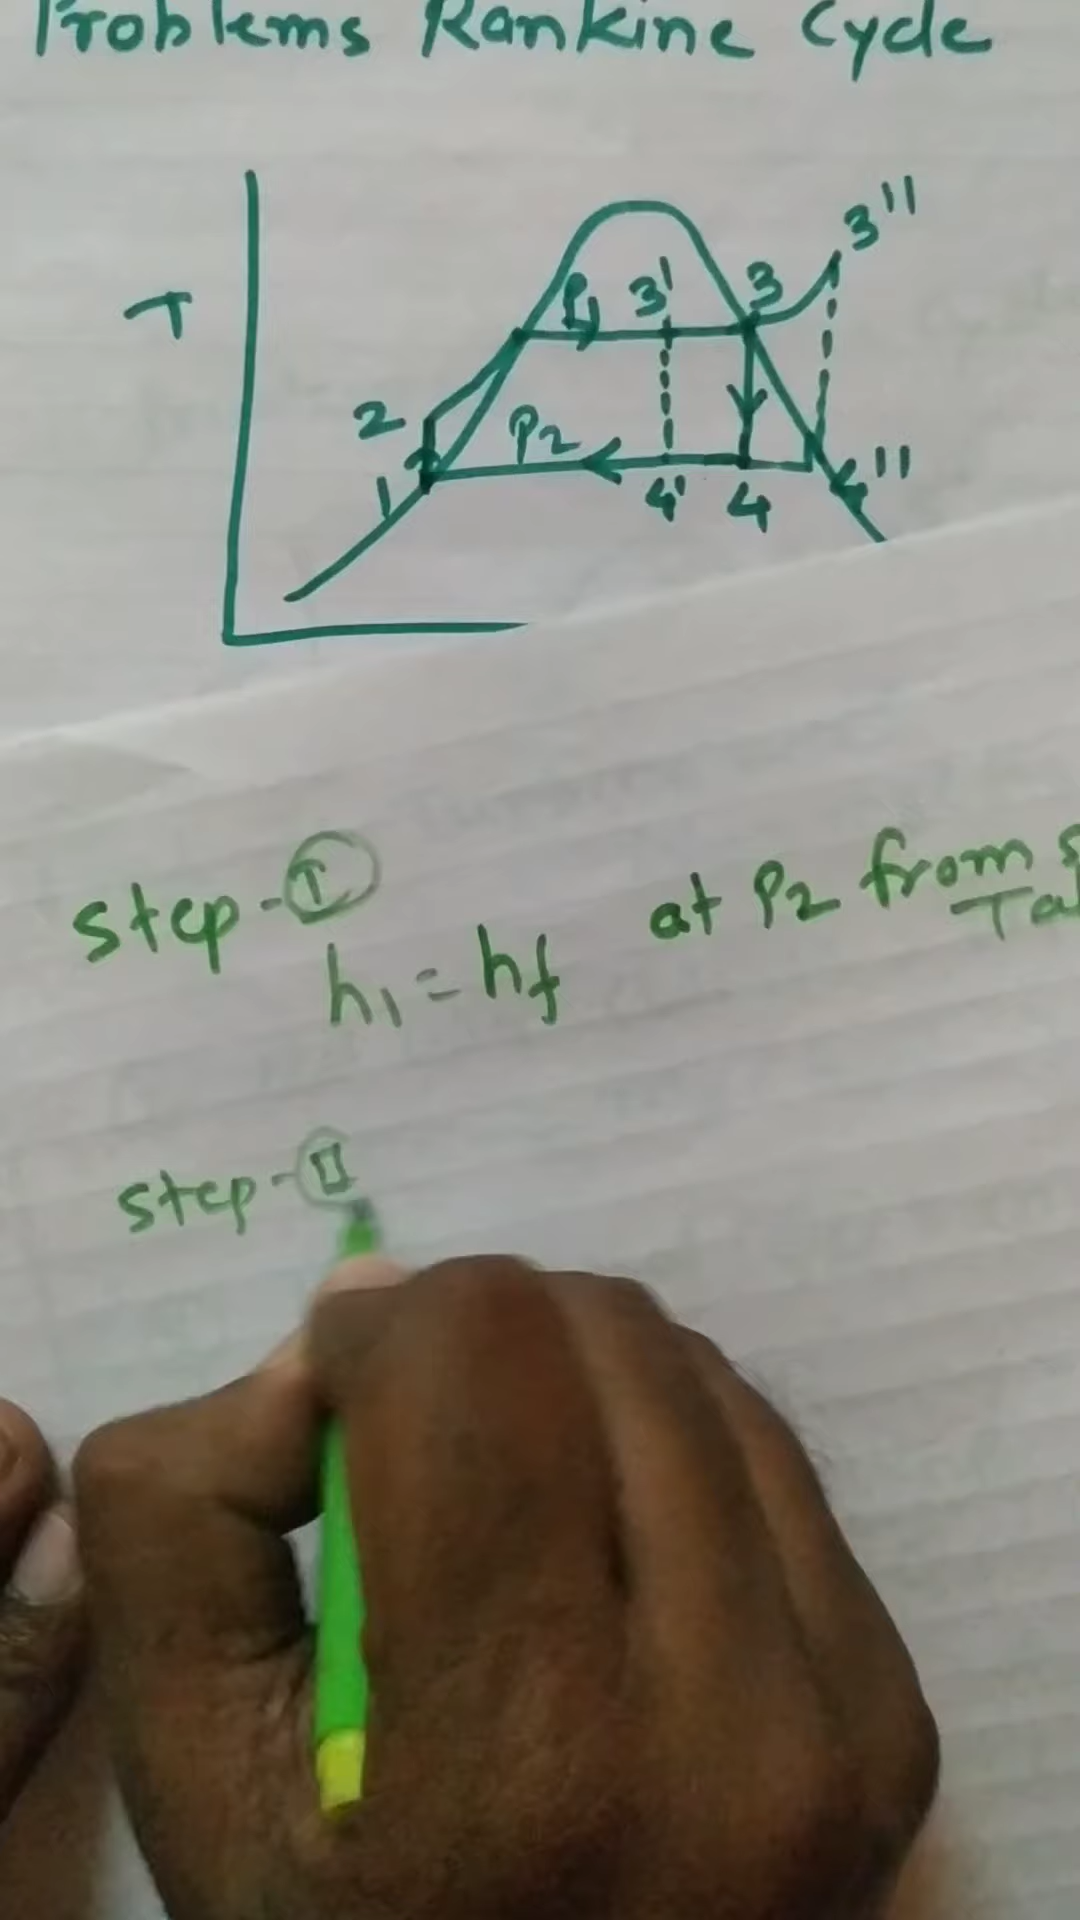 Problems Rankine Cycle
3"
T
P1
3'
3
2
P2
1
4'
4
4"
step-I
at P2 from
h1 = hf
step-II